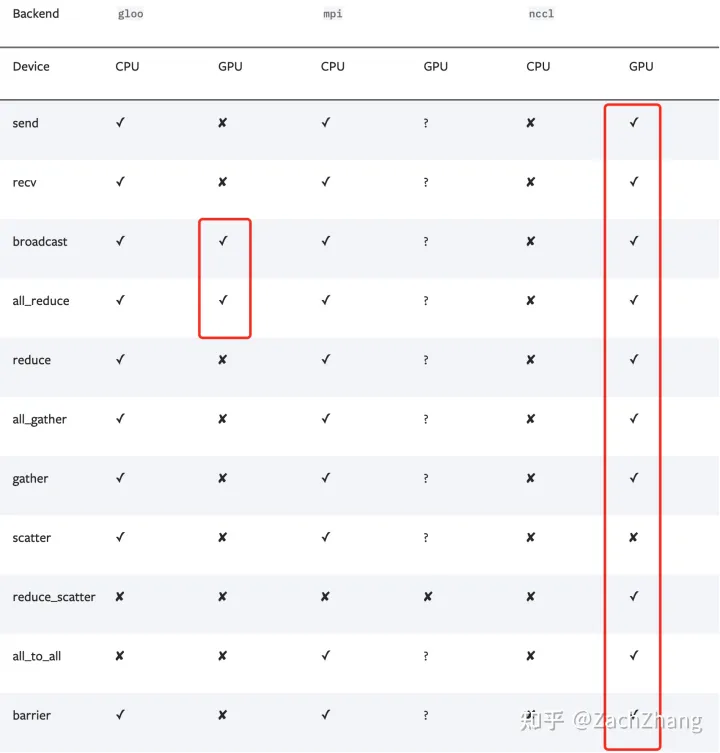 Backend gloo mpi nccl
Device CPU GPU CPU GPU CPU GPU
send ✓ ✘ ✓ ? ✘ ✓
recv ✓ ✘ ✓ ? ✘ ✓
broadcast ✓ ✓ ✓ ? ✘ ✓
all_reduce ✓ ✓ ✓ ? ✘ ✓
reduce ✓ ✘ ✓ ? ✘ ✓
all_gather ✓ ✘ ✓ ? ✘ ✓
gather ✓ ✘ ✓ ? ✘ ✓
scatter ✓ ✘ ✓ ? ✘ ✘
reduce_scatter ✘ ✘ ✘ ✘ ✘ ✓
all_to_all ✘ ✘ ✓ ? ✘ ✓
barrier ✓ ✘ ✓ ? ✘ ✓
知乎 @ZachZhang